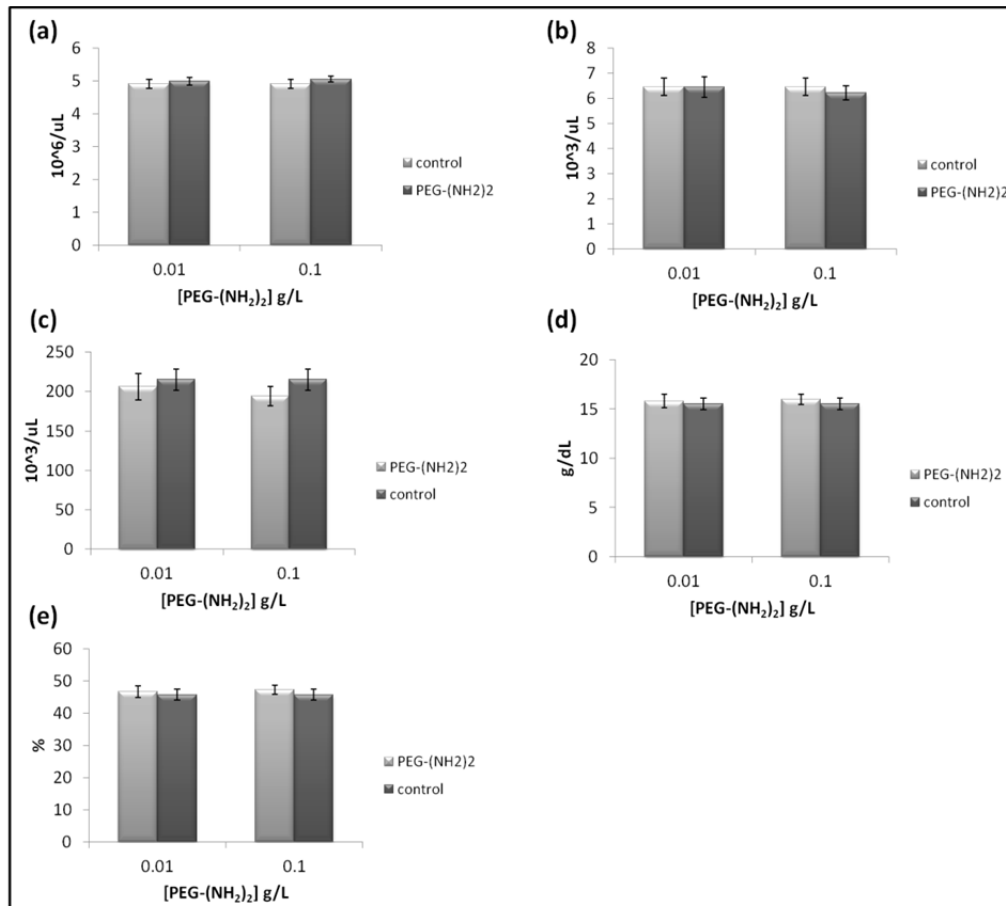 (a)
6
5
4
3
2
1
0
10^6/uL
0.01
0.1
[PEG-(NH₂)₂] g/L
control
PEG-(NH2)2
(b)
8
7
6
5
4
3
2
1
0
10^3/uL
0.01
0.1
[PEG-(NH₂)₂] g/L
control
PEG-(NH2)2
(c)
250
200
150
100
50
0
10^3/uL
0.01
0.1
[PEG-(NH₂)₂] g/L
PEG-(NH2)2
control
(d)
20
15
10
5
0
g/dL
0.01
0.1
[PEG-(NH₂)₂] g/L
PEG-(NH2)2
control
(e)
60
50
40
30
20
10
0
%
0.01
0.1
[PEG-(NH₂)₂] g/L
PEG-(NH2)2
control